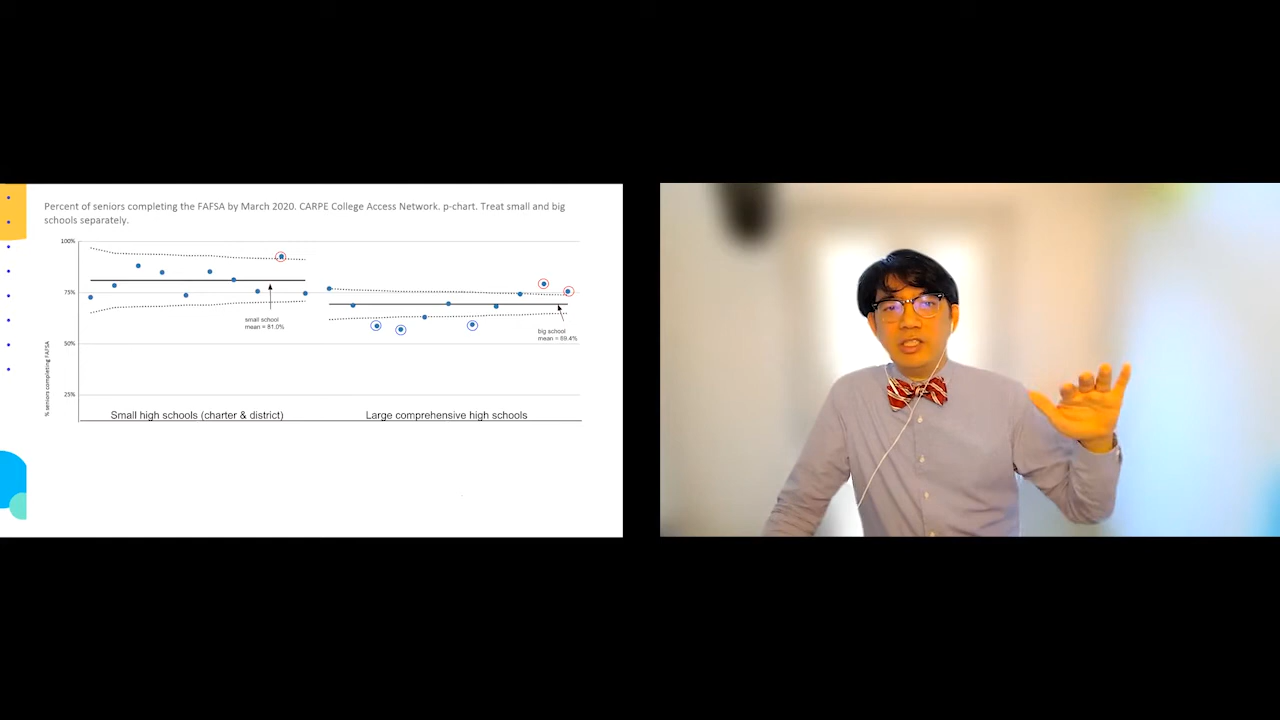 Percent of seniors completing the FAFSA by March 2020. CARPE College Access Network. p-chart. Treat small and big
schools separately.
100%
75%
50%
25%
% seniors completing FAFSA
small school
mean = 81.0%
big school
mean = 69.4%
Small high schools (charter & district)
Large comprehensive high schools